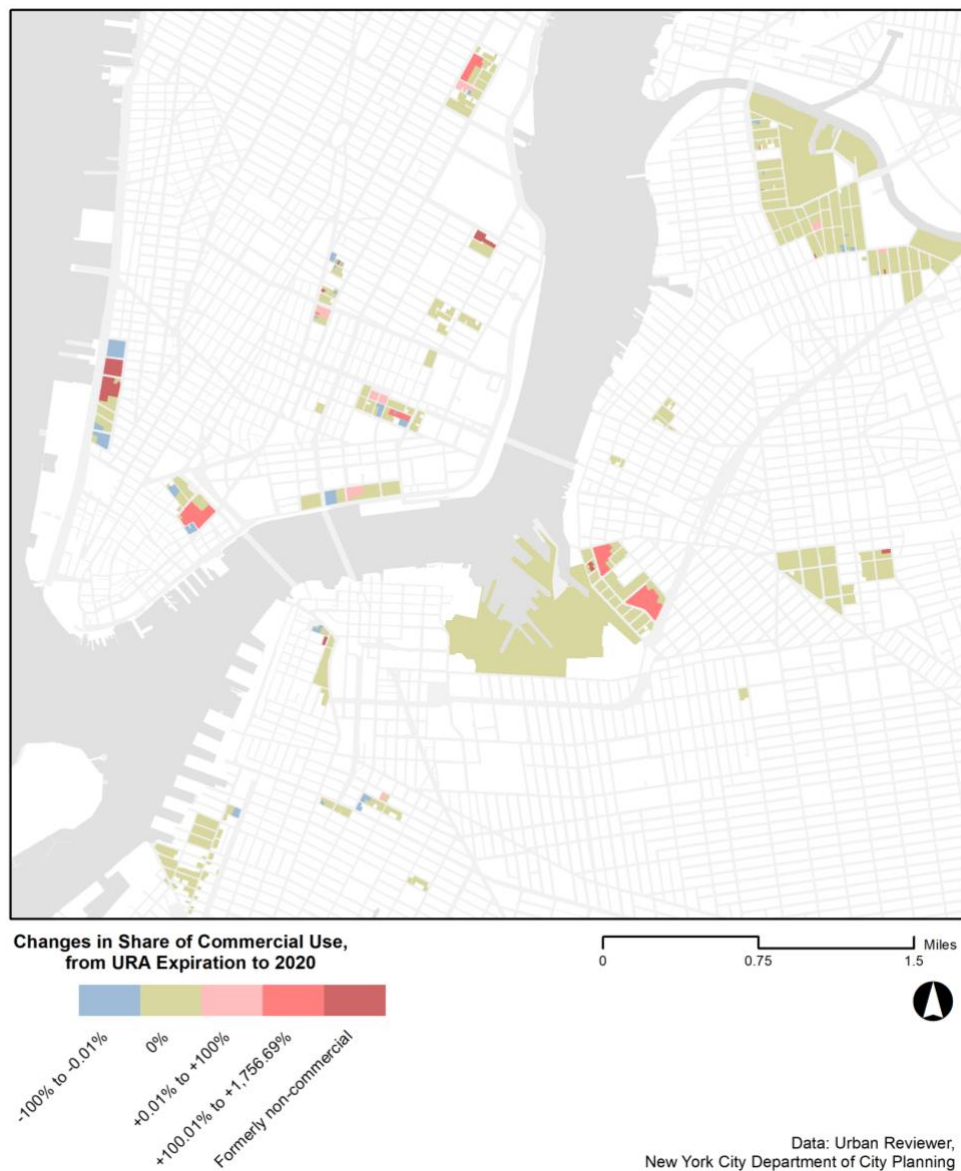 Changes in Share of Commercial Use,
from URA Expiration to 2020
-100% to -0.01%
0%
+0.01% to +100%
+100.01% to +1,756.69%
Formerly non-commercial
Miles
0
0.75
1.5
Data: Urban Reviewer,
New York City Department of City Planning